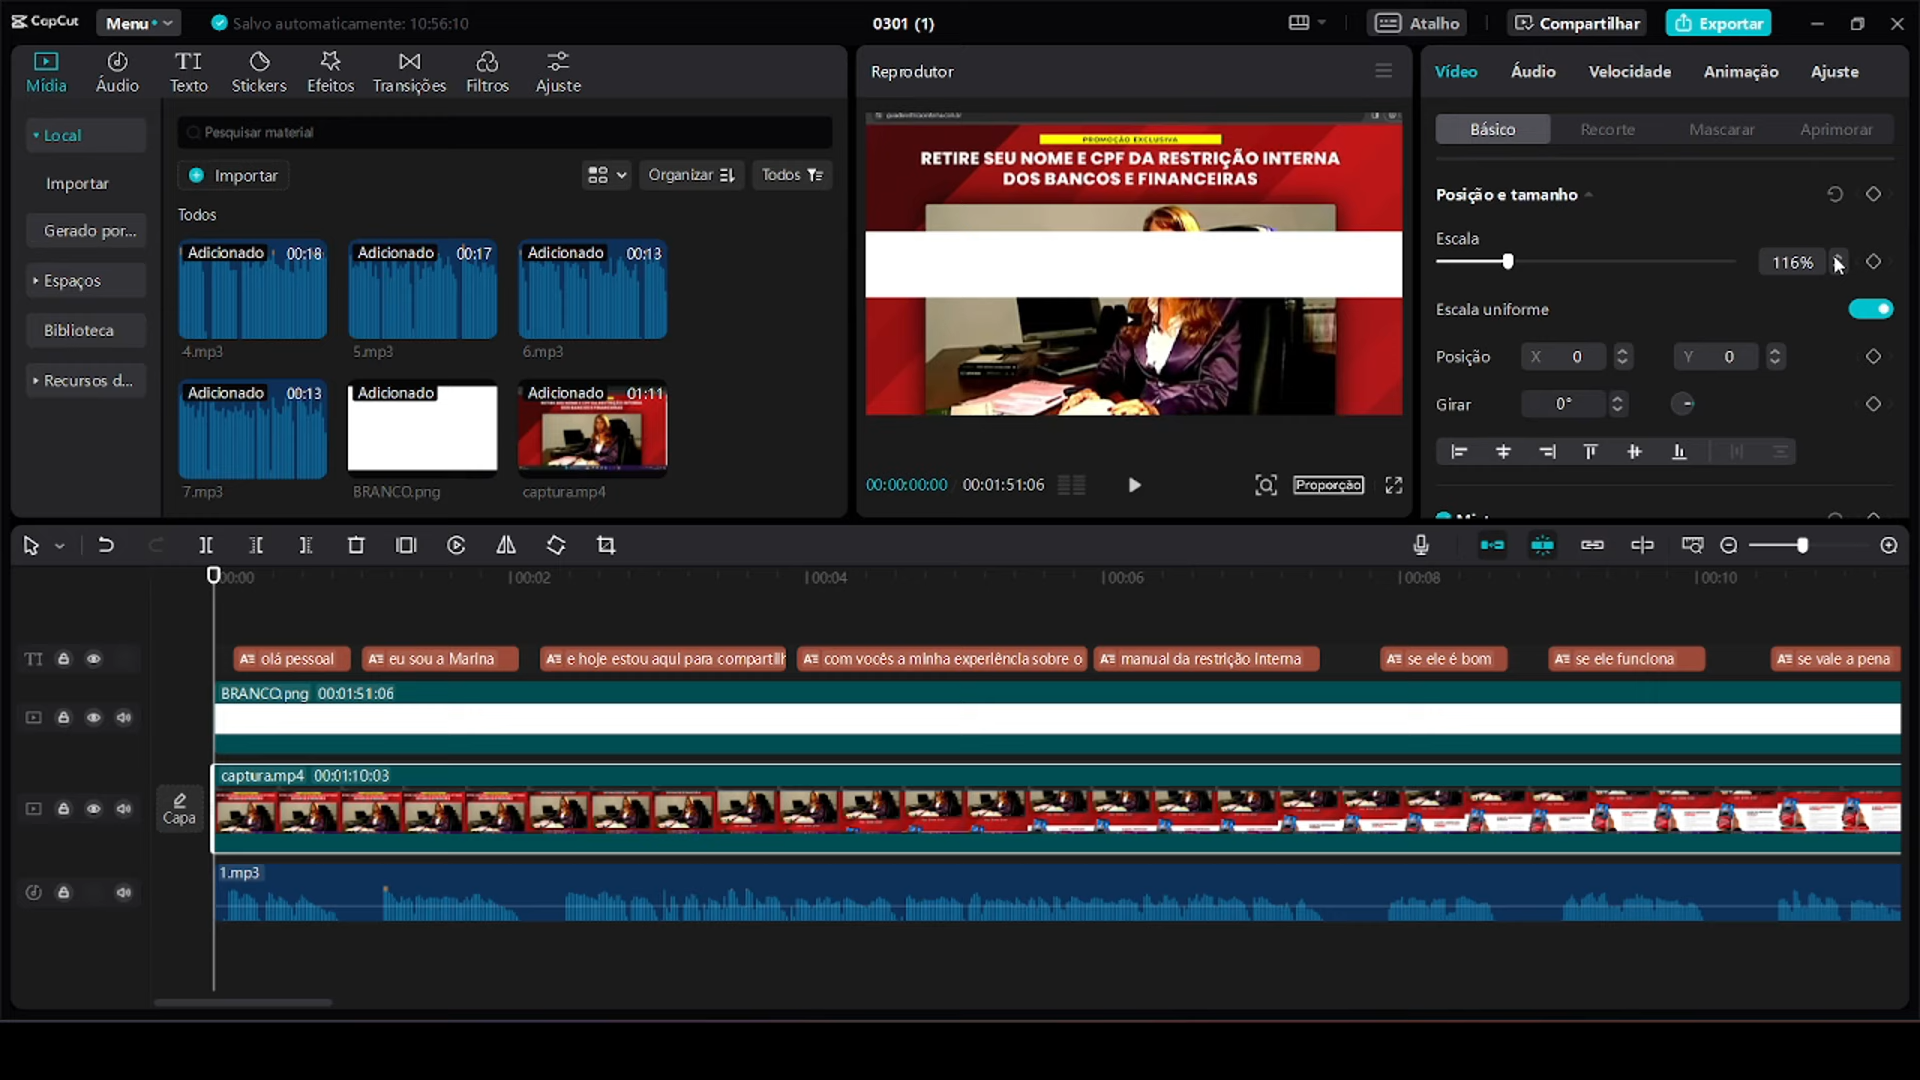 CapCut
Menu
Salvo automaticamente: 10:56:10
0301 (1)
Atalho
Compartilhar
Exportar
Mídia
Áudio
Texto
Stickers
Efeitos
Transições
Filtros
Ajuste
Local
Importar
Gerado por...
Espaços
Biblioteca
Recursos d...
Pesquisar material
Importar
Organizar
Todos
Todos
Adicionado 00:18
4.mp3
Adicionado 00:17
5.mp3
Adicionado 00:13
6.mp3
Adicionado 00:13
7.mp3
Adicionado
BRANCO.png
Adicionado 01:11
captura.mp4
Reprodutor
PROMOÇÃO EXCLUSIVA
RETIRE SEU NOME E CPF DA RESTRIÇÃO INTERNA
DOS BANCOS E FINANCEIRAS
00:00:00:00 00:01:51:06
Proporção
Vídeo
Áudio
Velocidade
Animação
Ajuste
Básico
Recorte
Mascarar
Aprimorar
Posição e tamanho
Escala
116%
Escala uniforme
Posição X 0 Y 0
Girar 0°
00:00 |00:02 |00:04 |00:06 |00:08 |00:10
olá pessoal
eu sou a Marina
e hoje estou aqui para compartilh
com vocês a minha experiência sobre o
manual da restrição interna
se ele é bom
se ele funciona
se vale a pena
BRANCO.png 00:01:51:06
Capa
captura.mp4 00:01:10:03
1.mp3